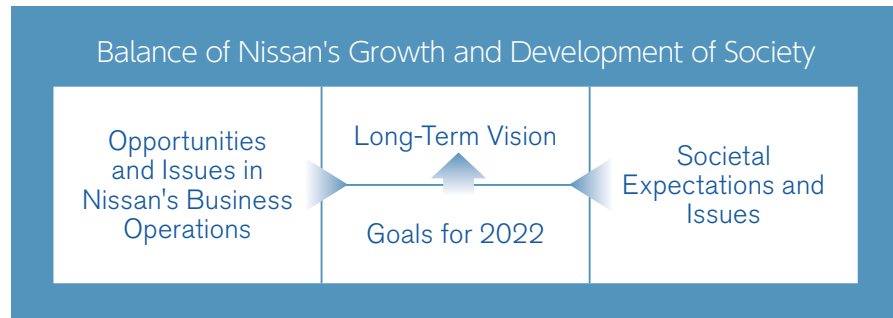 Balance of Nissan's Growth and Development of Society
Opportunities
and Issues in
Nissan's Business
Operations
Long-Term Vision
Goals for 2022
Societal
Expectations and
Issues